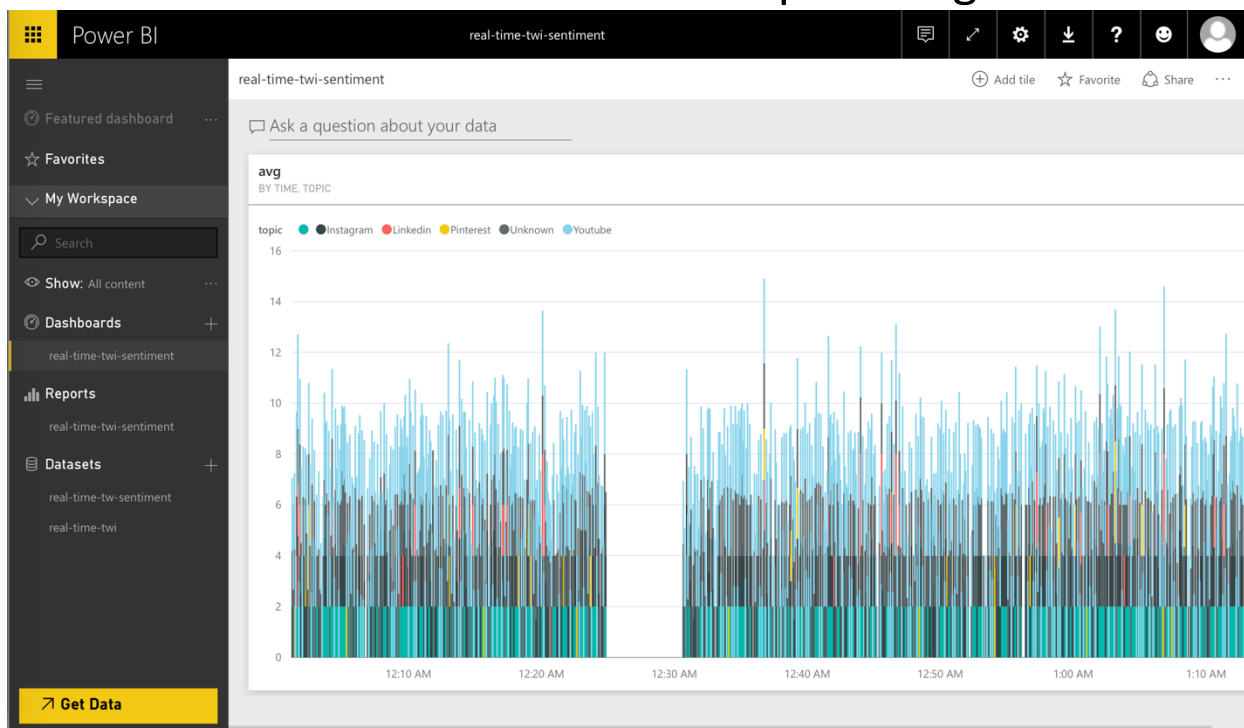 Power BI
real-time-twi-sentiment
?
real-time-twi-sentiment
Add tile
Favorite
Share
...
Featured dashboard
...
Favorites
My Workspace
Search
Show: All content
...
Dashboards
+
real-time-twi-sentiment
Reports
real-time-twi-sentiment
Datasets
+
real-time-tw-sentiment
real-time-twi
Get Data
Ask a question about your data
avg
BY TIME, TOPIC
topic Instagram Linkedin Pinterest Unknown Youtube
16
14
12
10
8
6
4
2
0
12:10 AM 12:20 AM 12:30 AM 12:40 AM 12:50 AM 1:00 AM 1:10 AM